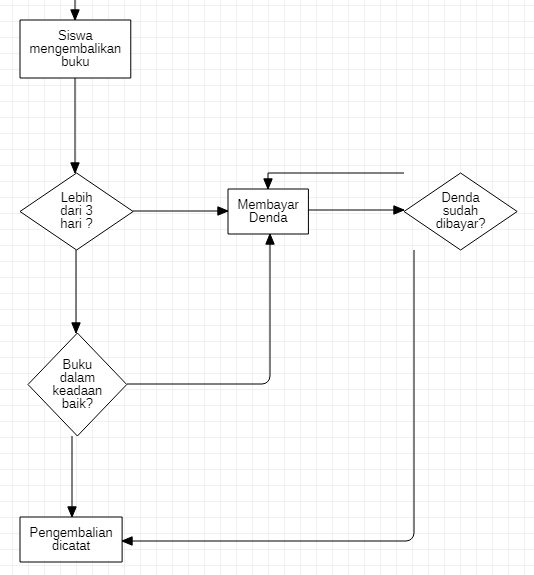 Siswa
mengembalikan
buku
Lebih
dari 3
hari ?
Membayar
Denda
Denda
sudah
dibayar?
Buku
dalam
keadaan
baik?
Pengembalian
dicatat